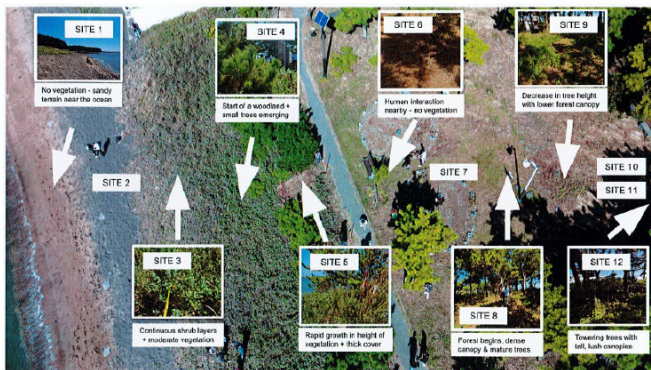 SITE 1
No vegetation - sandy
terrain near the ocean
SITE 2
SITE 3
Continuous shrub layers
+ moderate vegetation
SITE 4
Start of a woodland +
small trees emerging
SITE 5
Rapid growth in height of
vegetation + thick cover
SITE 6
Human interaction
nearby - no vegetation
SITE 7
SITE 8
Forest begins, dense
canopy & mature trees
SITE 9
Decrease in tree height
with lower forest canopy
SITE 10
SITE 11
SITE 12
Towering trees with
tall, lush canopies